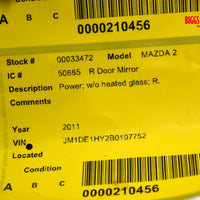 A B C
0000210456
BIGGS
Stock # 00033472 Model MAZDA 2
IC # 50665 R Door Mirror
Description Power; w/o heated glass; R.
Comments
Year 2011
VIN JM1DE1HY2B0107752
Located
Condition
A B C
0000210456